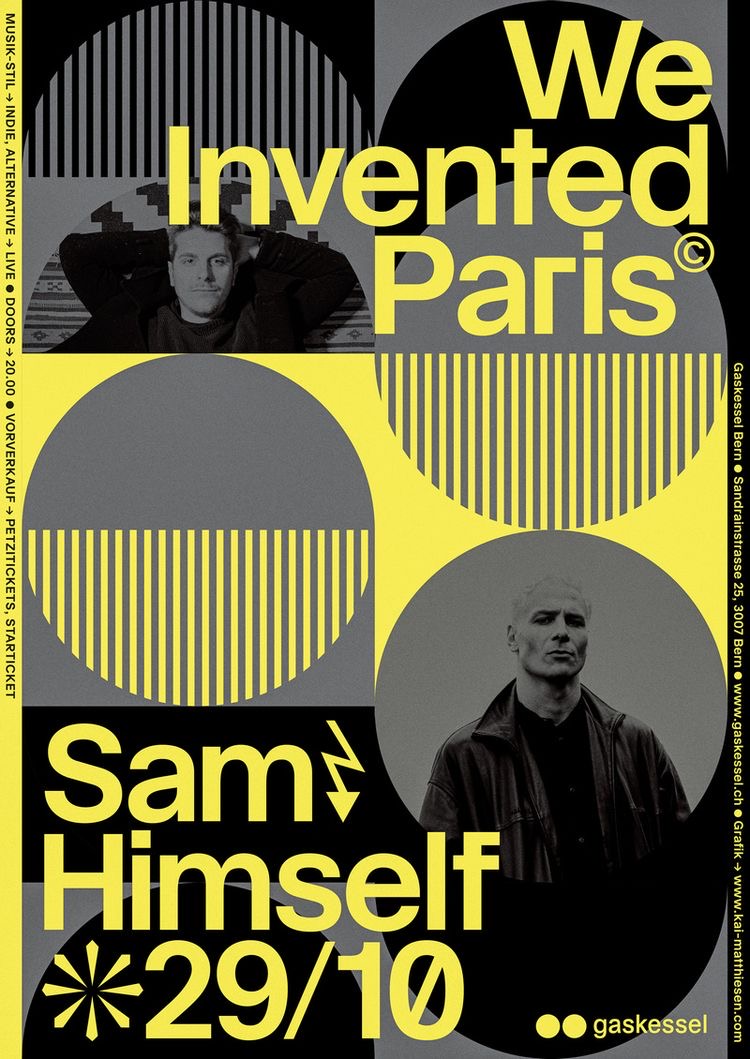 We
Invented
Paris©
MUSIK-STIL → INDIE, ALTERNATIVE → LIVE ● DOORS → 20.00 ● VORVERKAUF → PETZITICKETS, STARTICKET
Gaskessel Bern ● Sandrainstrasse 25, 3007 Bern ● www.gaskessel.ch ● Grafik → www.kai-matthiesen.com
Sam
Himself
*29/10
gaskessel